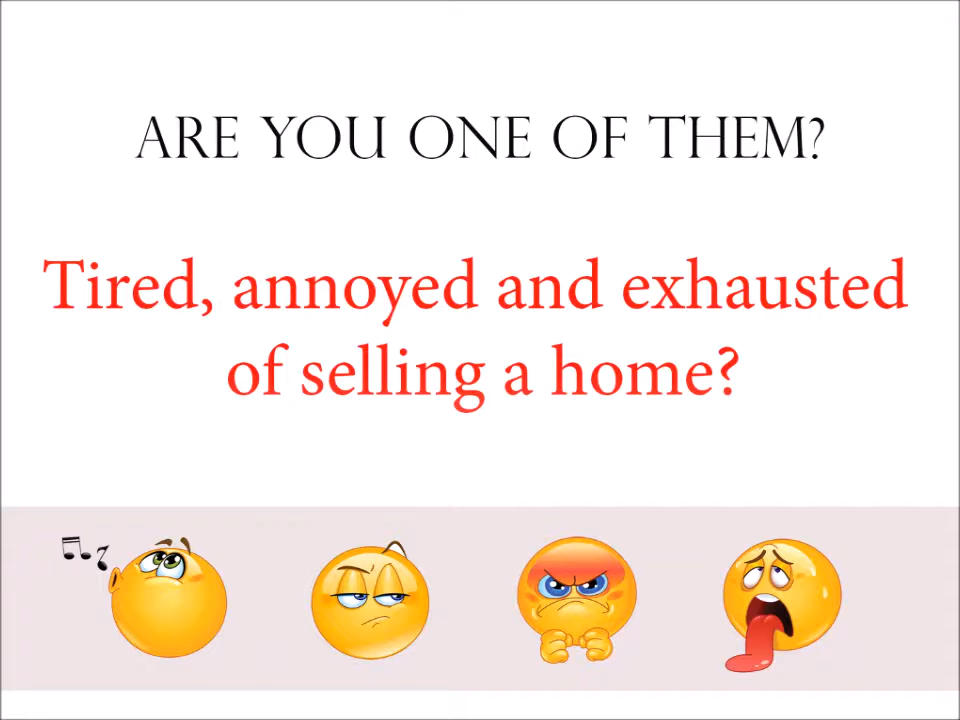 ARE YOU ONE OF THEM?
Tired, annoyed and exhausted
of selling a home?